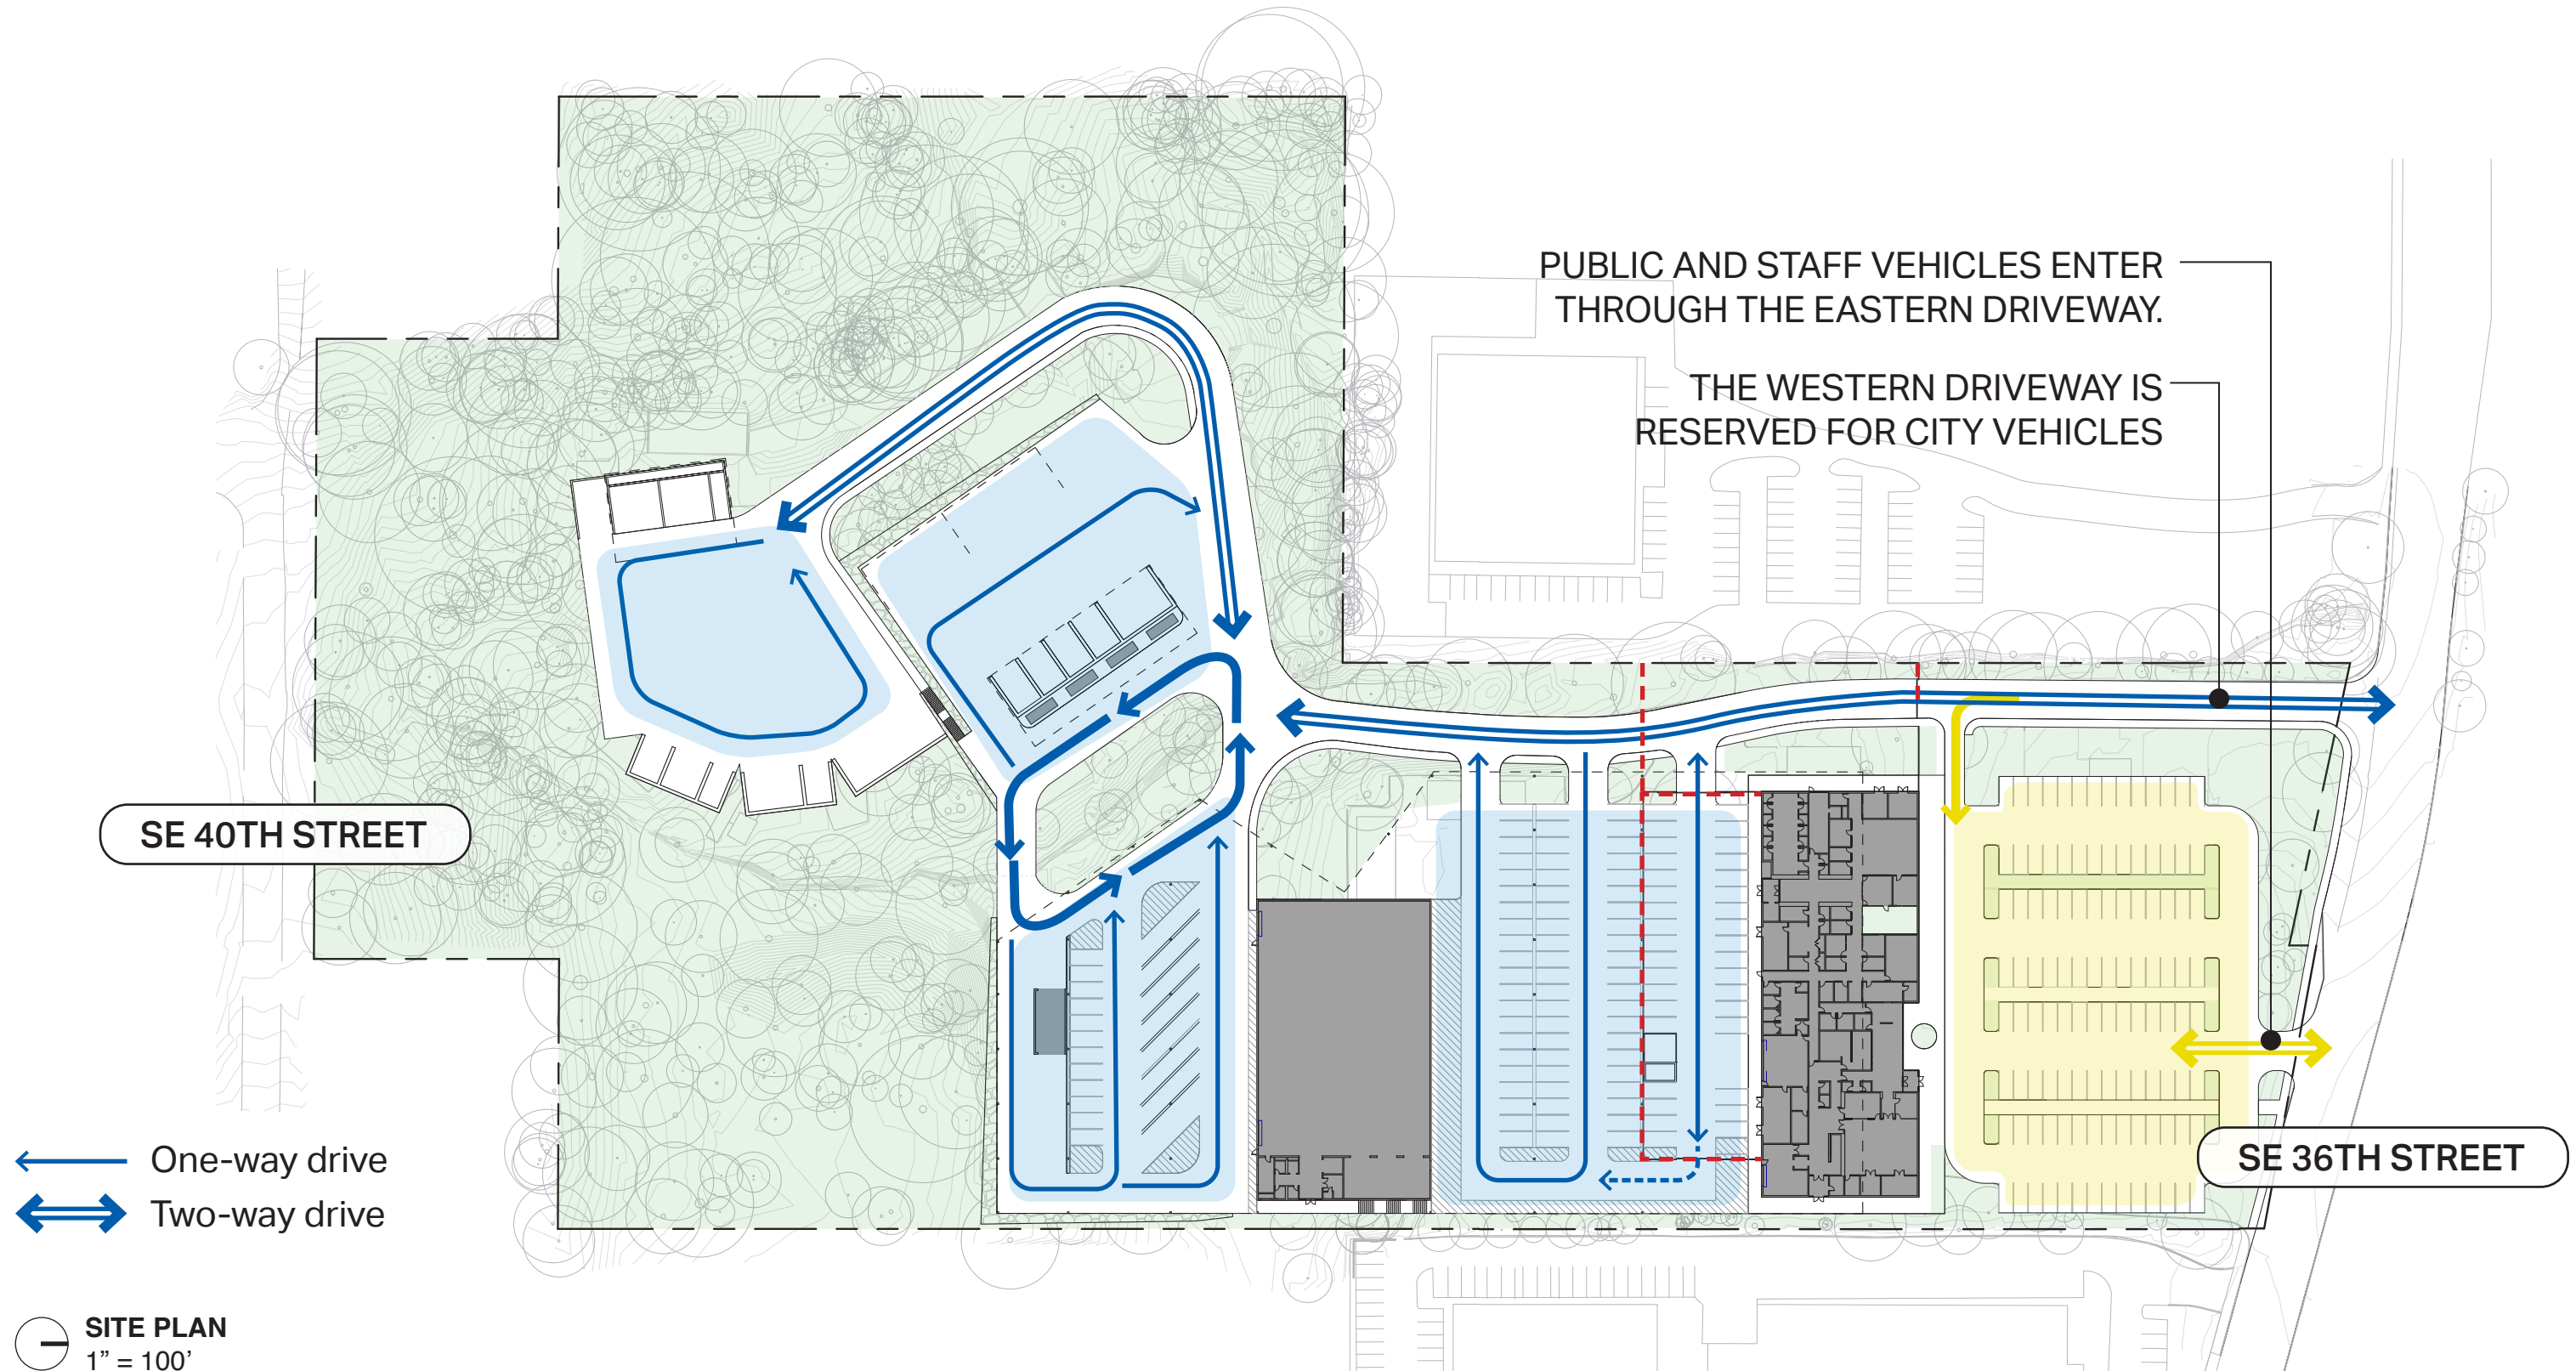 PUBLIC AND STAFF VEHICLES ENTER
THROUGH THE EASTERN DRIVEWAY.
THE WESTERN DRIVEWAY IS
RESERVED FOR CITY VEHICLES
SE 40TH STREET
SE 36TH STREET
One-way drive
Two-way drive
SITE PLAN
1” = 100’